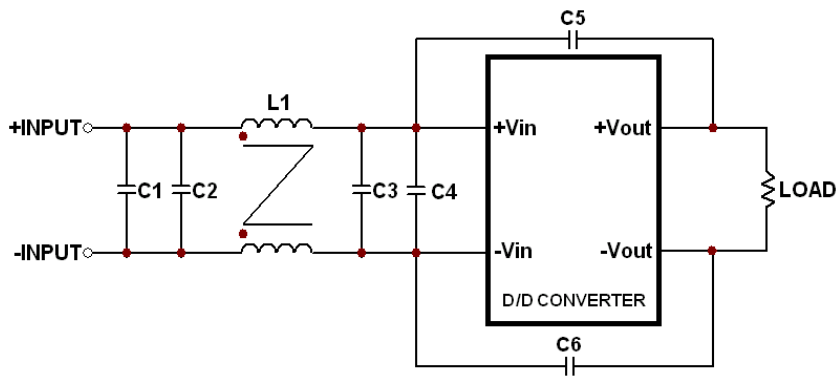 C5
L1
+INPUT
+Vin
+Vout
C1
C2
C3
C4
LOAD
-INPUT
-Vin
-Vout
D/D CONVERTER
C6